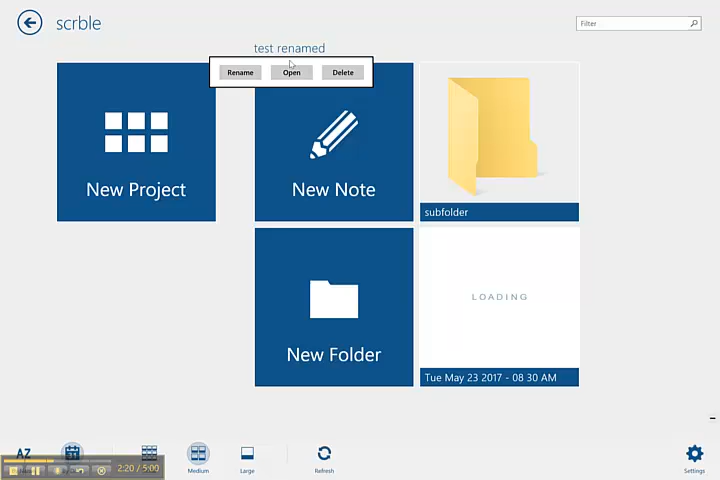 scrble
Filter
test renamed
Rename
Open
Delete
New Project
New Note
subfolder
New Folder
LOADING
Tue May 23 2017 - 08 30 AM
AZ
31
2:20 / 5:00
Medium
Large
Refresh
Settings